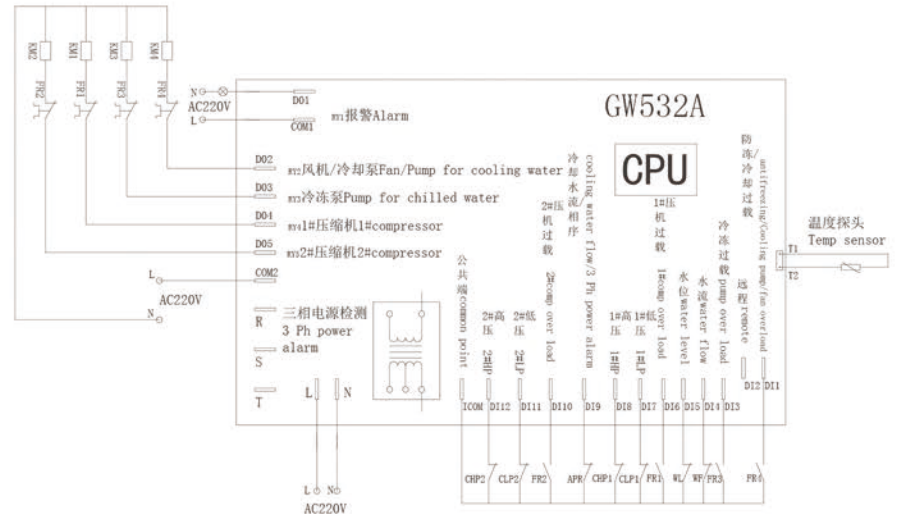 KM2
KM1
KM3
KM4
FR2
FR1
FR3
FR4
N
AC220V
L
DO1
COM1
RY1报警Alarm
GW532A
CPU
DO2
RY2风机/冷却泵Fan/Pump for cooling water
DO3
RY3冷冻泵Pump for chilled water
DO4
RY41#压缩机1#compressor
DO5
RY52#压缩机2#compressor
L
COM2
AC220V
N
R
三相电源检测
3 Ph power
alarm
S
T
L
N
公共端common point
2#高压 2#HP
2#低压 2#LP
2#压机过载 2#comp over load
冷却水流/相序
cooling water flow/3 Ph power alarm
1#高压 1#HP
1#低压 1#LP
1#压机过载 1#comp over load
水位water level
水流water flow
冷冻过载pump over load
防冻/冷却过载
antifreezing/Cooling pump/fan overload
远程remote
温度探头
Temp sensor
T1
T2
ICOM
DI12
DI11
DI10
DI9
DI8
DI7
DI6
DI5
DI4
DI3
DI2
DI1
CHP2
CLP2
FR2
APR
CHP1
CLP1
FR1
WL
WF
FR3
FR4
L
N
AC220V